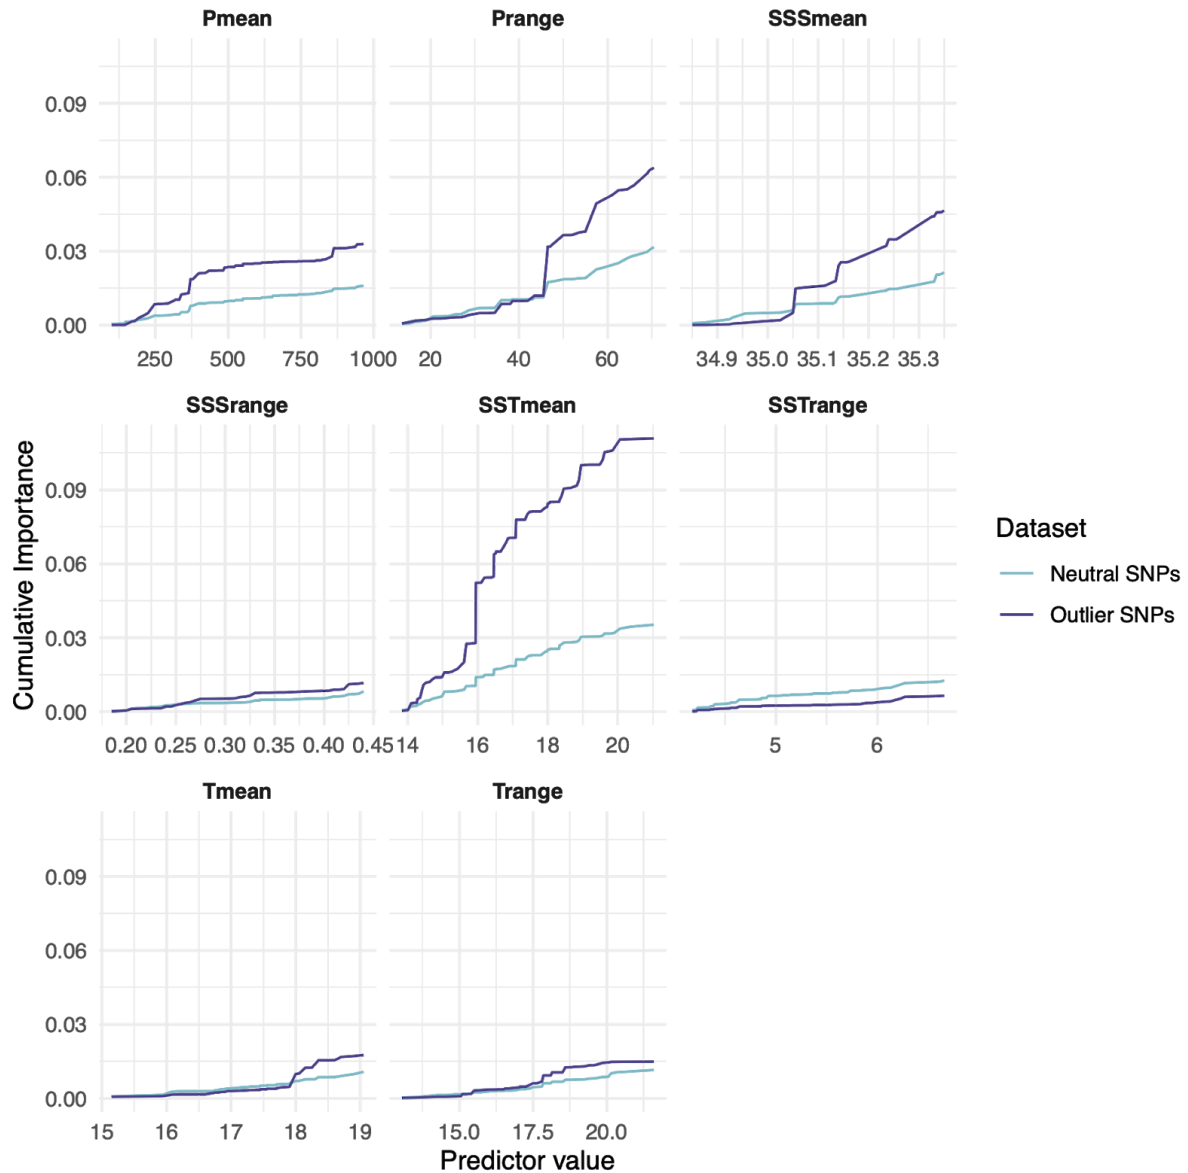 Pmean Prange SSSmean
0.09
0.06
0.03
0.00
250 500 750 1000 20 40 60 34.9 35.0 35.1 35.2 35.3
SSSrange SSTmean SSTrange
0.09
0.06
0.03
0.00
0.20 0.25 0.30 0.35 0.40 0.45 14 16 18 20 5 6
Tmean Trange
0.09
0.06
0.03
0.00
15 16 17 18 19 15.0 17.5 20.0
Cumulative Importance
Predictor value
Dataset
Neutral SNPs
Outlier SNPs